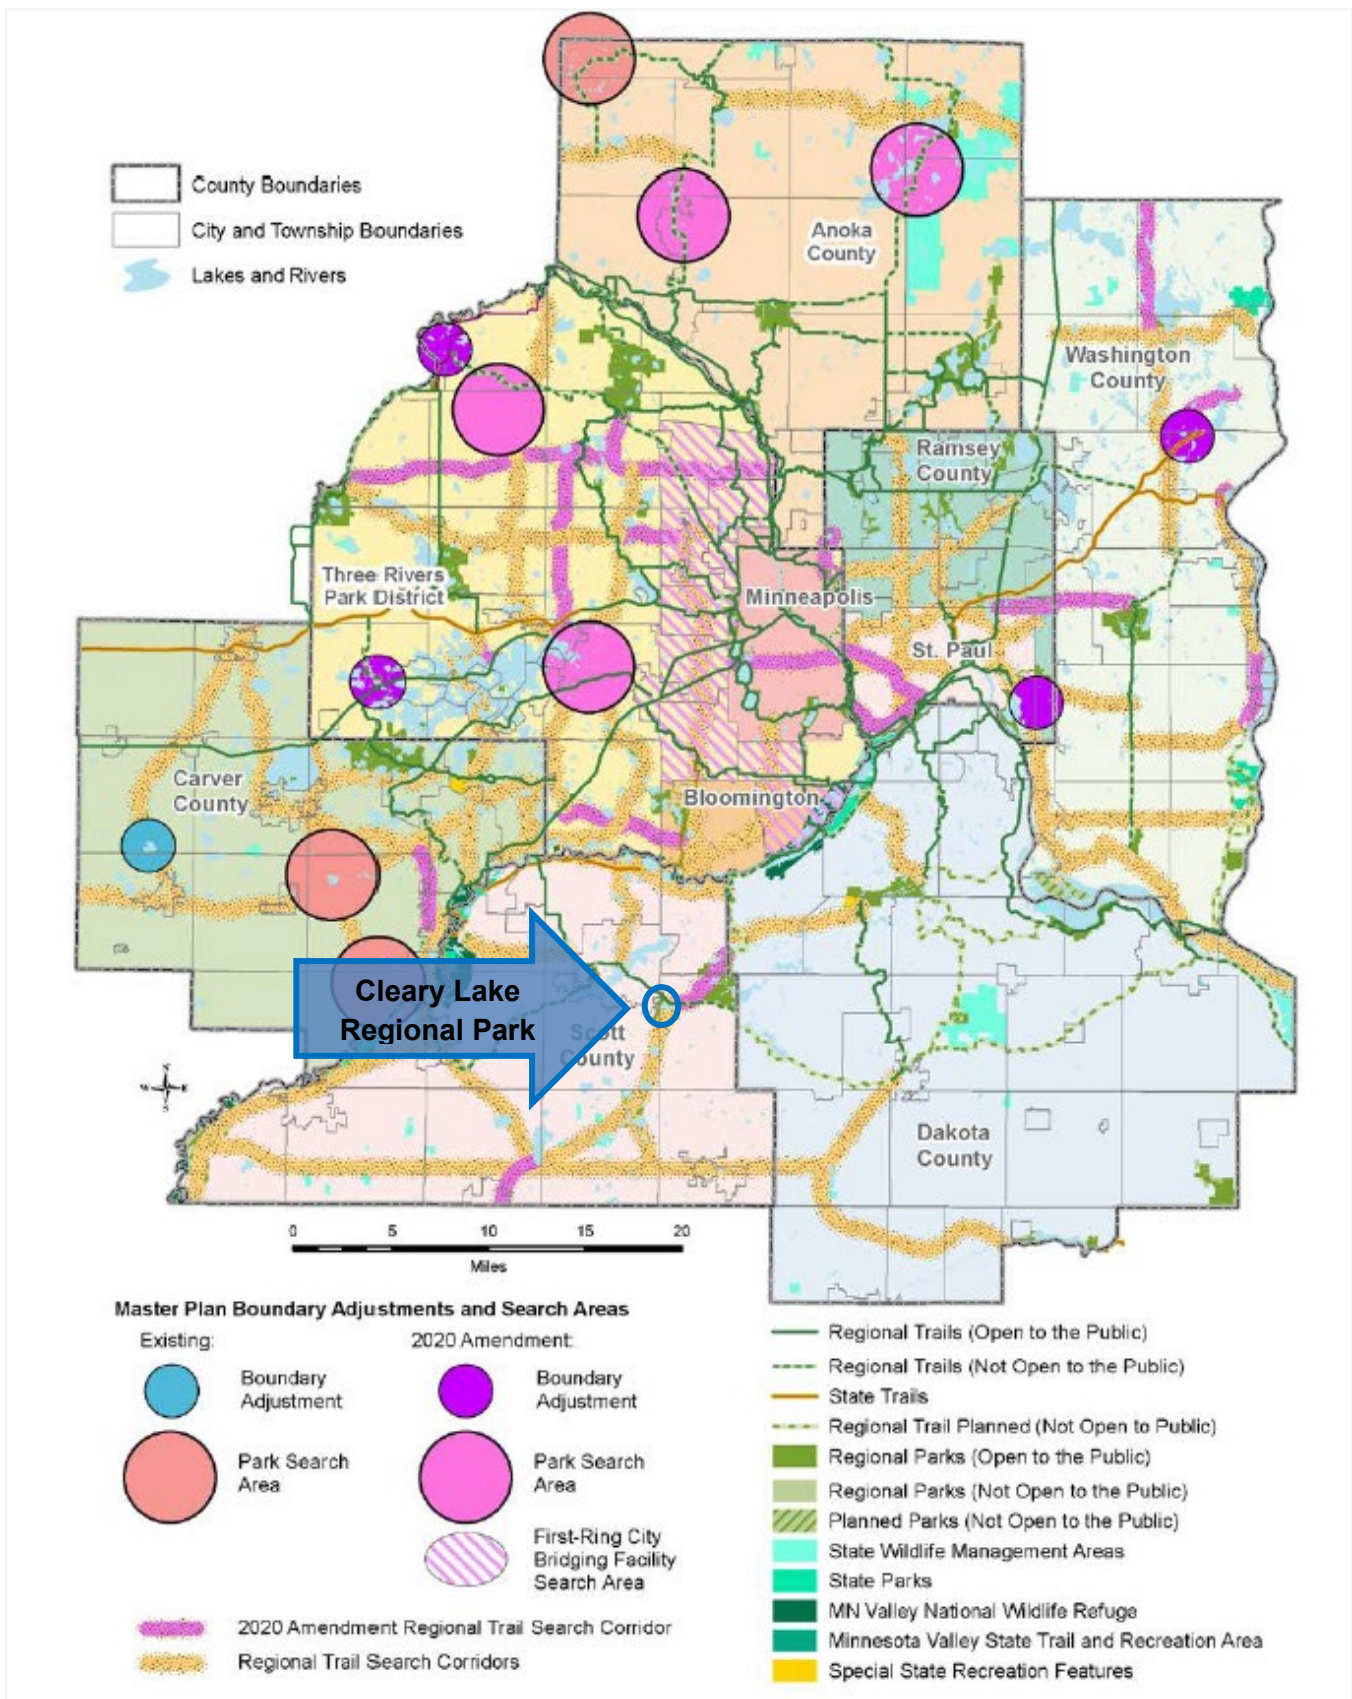 County Boundaries
City and Township Boundaries
Lakes and Rivers
Anoka
County
Washington
County
Ramsey
County
Three Rivers
Park District
Minneapolis
St. Paul
Carver
County
Bloomington
Cleary Lake
Regional Park
Scott
County
Dakota
County
N
W E
S
0 5 10 15 20
Miles
Master Plan Boundary Adjustments and Search Areas
Existing:
Boundary
Adjustment
Park Search
Area
2020 Amendment:
Boundary
Adjustment
Park Search
Area
First-Ring City
Bridging Facility
Search Area
2020 Amendment Regional Trail Search Corridor
Regional Trail Search Corridors
Regional Trails (Open to the Public)
Regional Trails (Not Open to the Public)
State Trails
Regional Trail Planned (Not Open to Public)
Regional Parks (Open to the Public)
Regional Parks (Not Open to the Public)
Planned Parks (Not Open to the Public)
State Wildlife Management Areas
State Parks
MN Valley National Wildlife Refuge
Minnesota Valley State Trail and Recreation Area
Special State Recreation Features